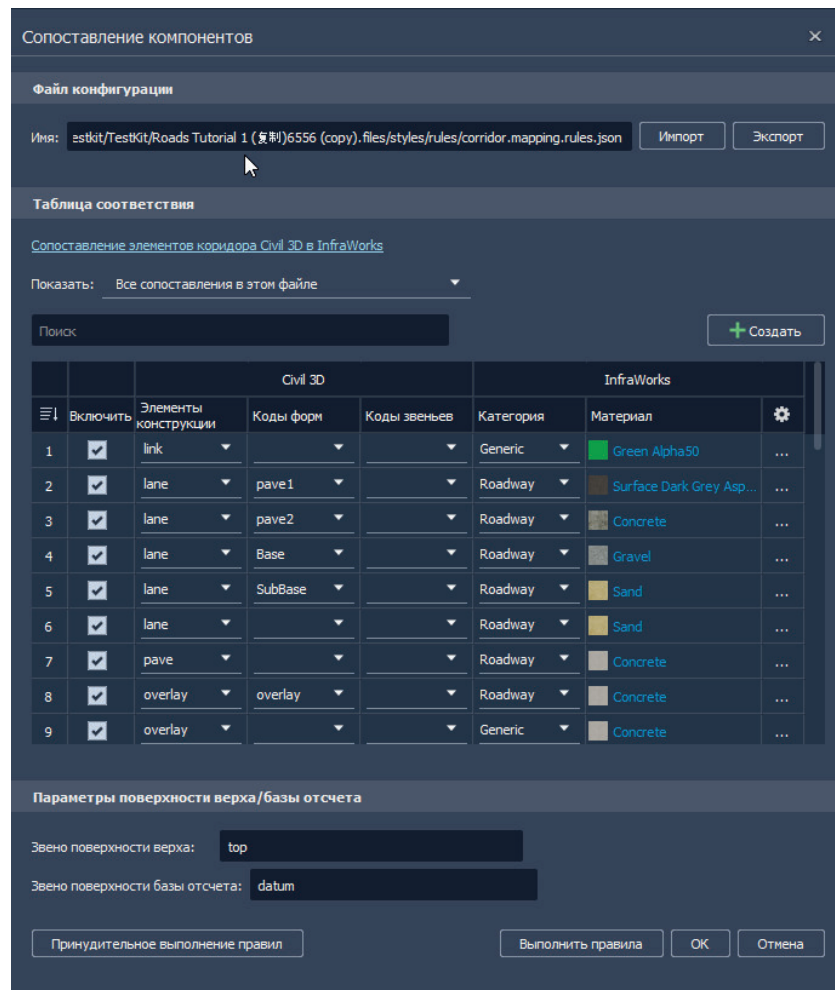 Сопоставление компонентов
Файл конфигурации
Имя: estkit/TestKit/Roads Tutorial 1 (复制)6556 (copy).files/styles/rules/corridor.mapping.rules.json Импорт Экспорт
Таблица соответствия
Сопоставление элементов коридора Civil 3D в InfraWorks
Показать: Все сопоставления в этом файле
Поиск
Создать
Civil 3D InfraWorks
Включить Элементы конструкции Коды форм Коды звеньев Категория Материал
1 link Generic Green Alpha50 ...
2 lane pave1 Roadway Surface Dark Grey Asp... ...
3 lane pave2 Roadway Concrete ...
4 lane Base Roadway Gravel ...
5 lane SubBase Roadway Sand ...
6 lane Roadway Sand ...
7 pave Roadway Concrete ...
8 overlay overlay Roadway Concrete ...
9 overlay Generic Concrete ...
Параметры поверхности верха/базы отсчета
Звено поверхности верха: top
Звено поверхности базы отсчета: datum
Принудительное выполнение правил Выполнить правила OK Отмена